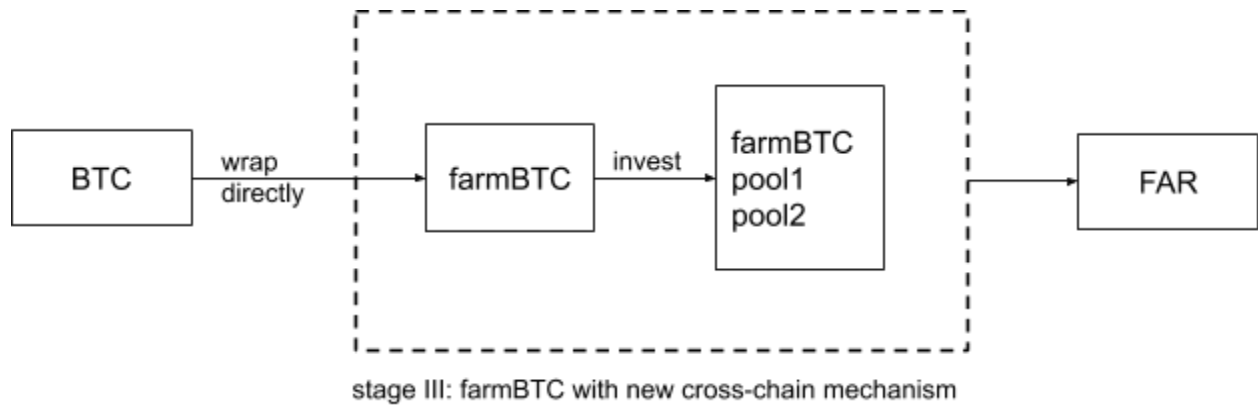 BTC
wrap
directly
farmBTC
invest
farmBTC
pool1
pool2
FAR
stage III: farmBTC with new cross-chain mechanism